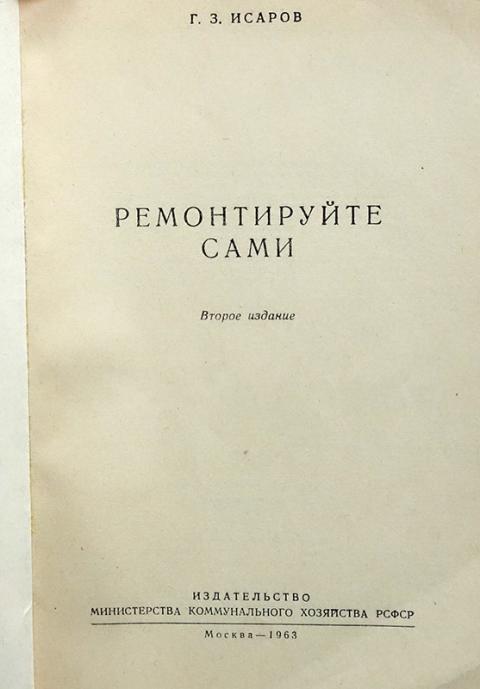 Г. З. ИСАРОВ
РЕМОНТИРУЙТЕ
САМИ
Второе издание
ИЗДАТЕЛЬСТВО
МИНИСТЕРСТВА КОММУНАЛЬНОГО ХОЗЯЙСТВА РСФСР
Москва—1963